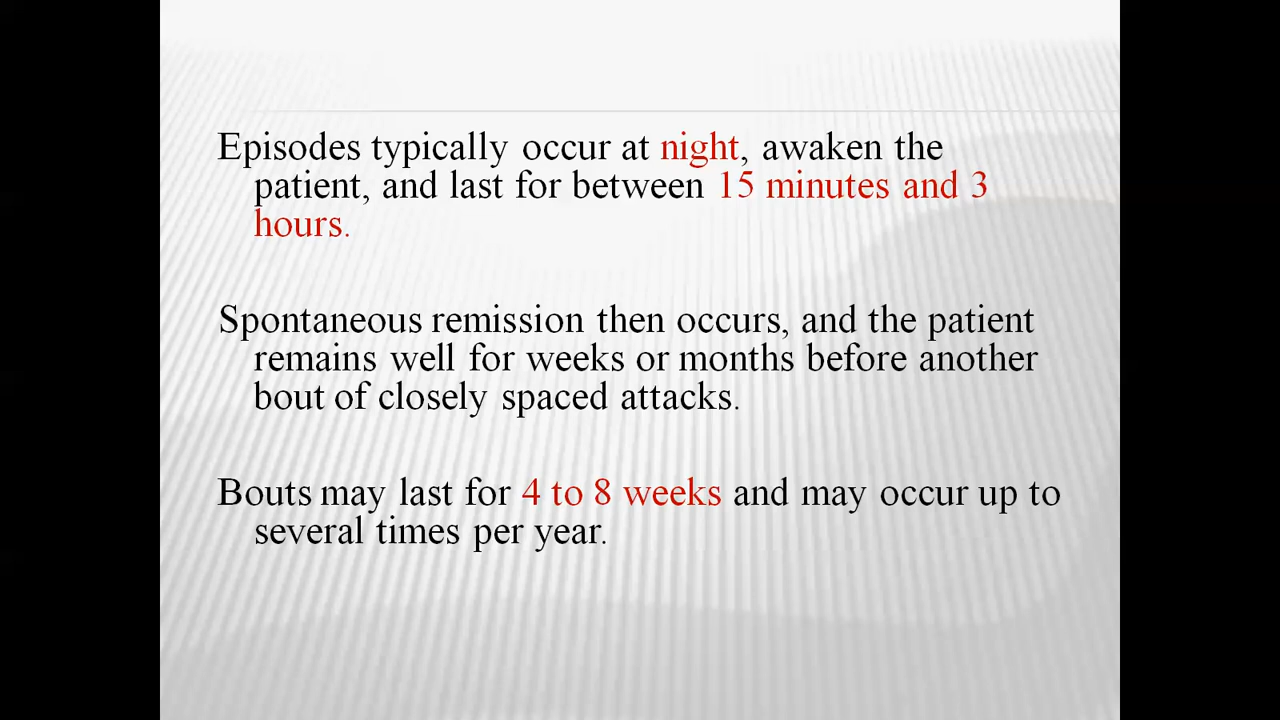 Episodes typically occur at night, awaken the
patient, and last for between 15 minutes and 3
hours.
Spontaneous remission then occurs, and the patient
remains well for weeks or months before another
bout of closely spaced attacks.
Bouts may last for 4 to 8 weeks and may occur up to
several times per year.